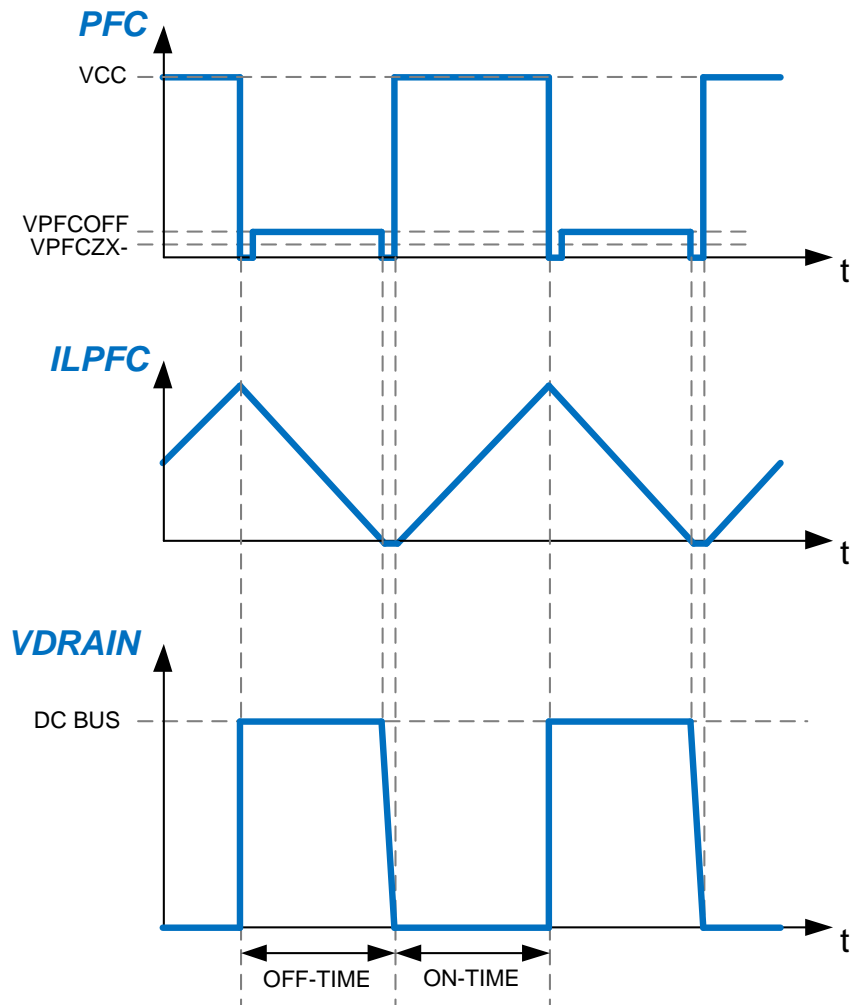 PFC
VCC
VPFCOFF
VPFCZX-
t
ILPFC
t
VDRAIN
DC BUS
t
OFF-TIME
ON-TIME